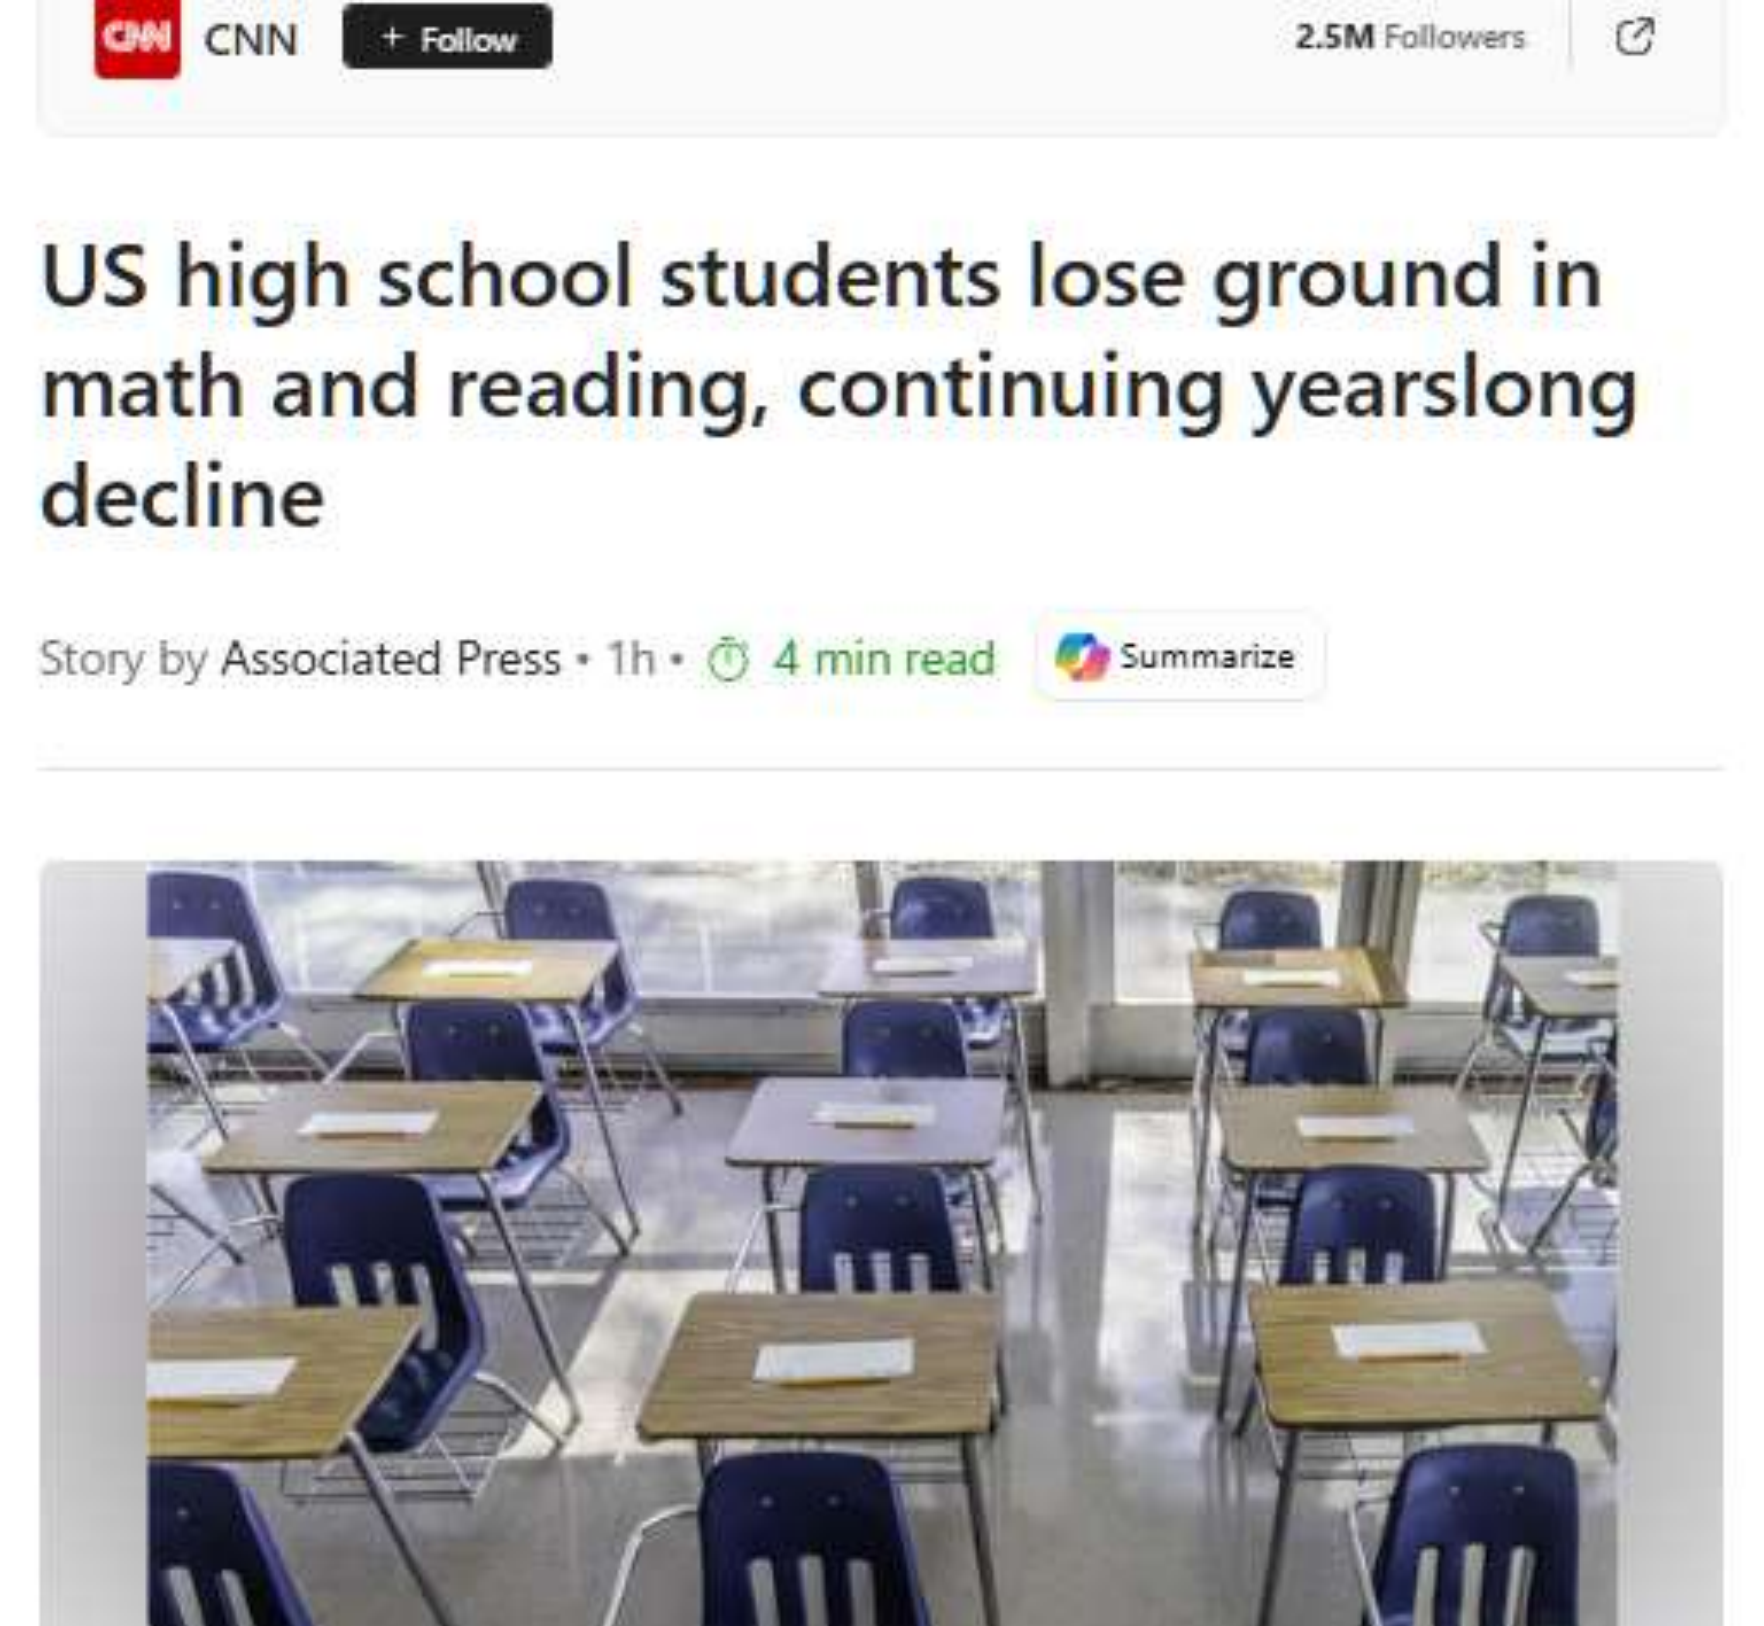 CNN CNN + Follow 2.5M Followers
US high school students lose ground in
math and reading, continuing yearslong
decline
Story by Associated Press • 1h • 4 min read Summarize